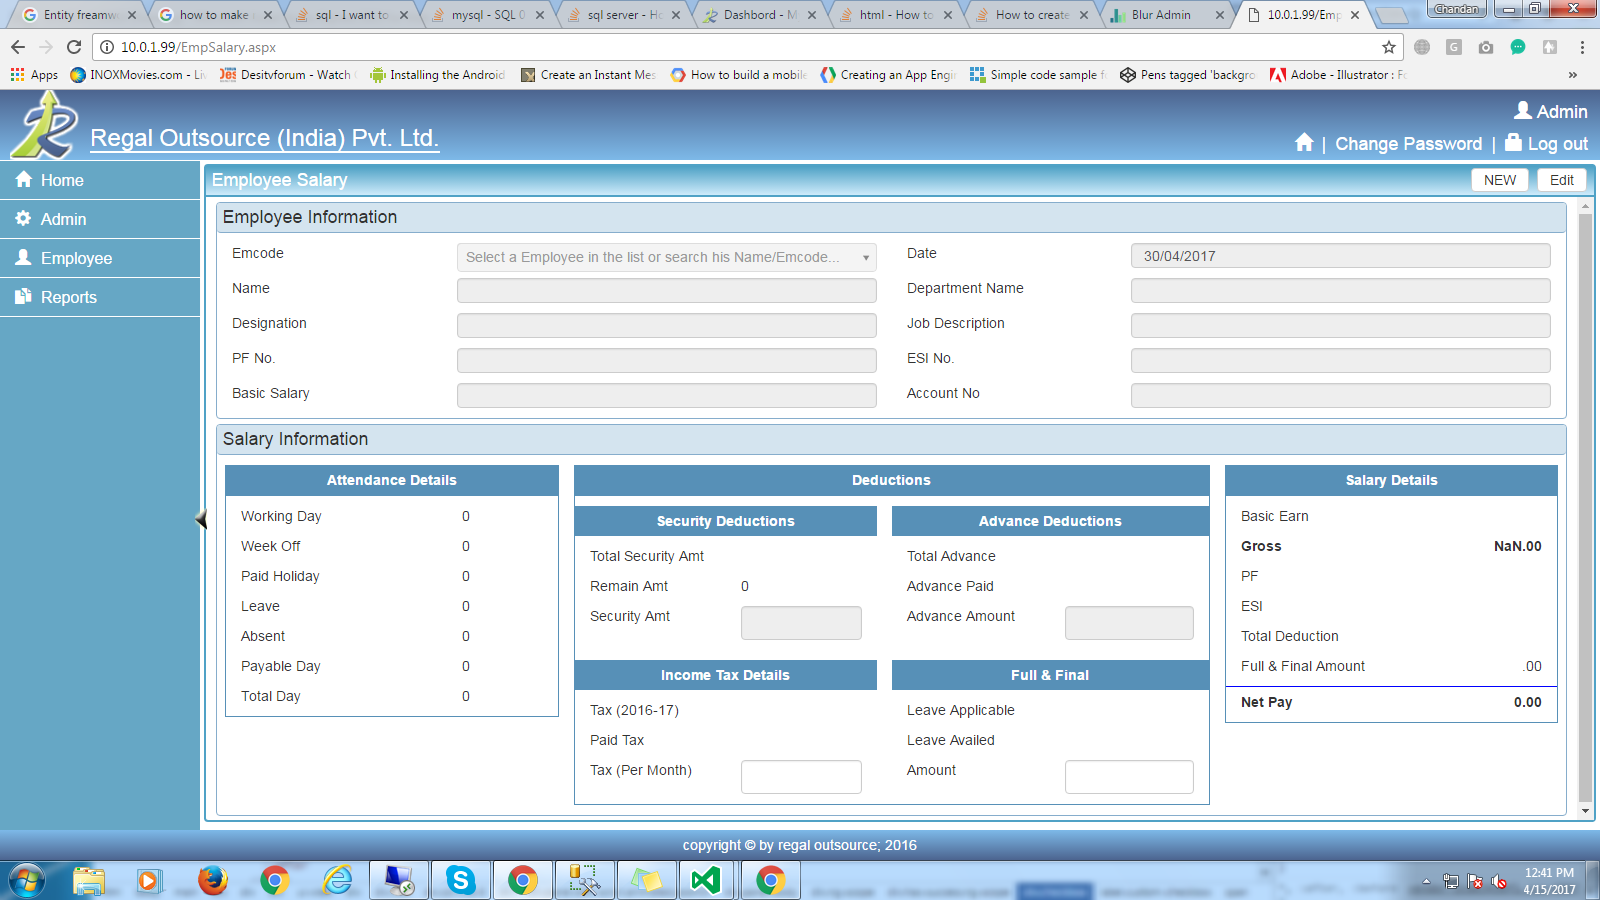 Entity freamw
how to make
sql - I want to
mysql - SQL
sql server - Ho
Dashbord - M
html - How to
How to create
Blur Admin
10.0.1.99/Emp
Chandan
10.0.1.99/EmpSalary.aspx
Apps
INOXMovies.com - Li
Desitvforum - Watch
Installing the Android
Create an Instant Mes
How to build a mobile
Creating an App Engi
Simple code sample f
Pens tagged 'backgro
Adobe - Illustrator : F
»
Regal Outsource (India) Pvt. Ltd.
Admin
| Change Password | Log out
Home
Admin
Employee
Reports
Employee Salary
NEW
Edit
Employee Information
Emcode
Select a Employee in the list or search his Name/Emcode...
Date
30/04/2017
Name
Department Name
Designation
Job Description
PF No.
ESI No.
Basic Salary
Account No
Salary Information
Attendance Details
Working Day 0
Week Off 0
Paid Holiday 0
Leave 0
Absent 0
Payable Day 0
Total Day 0
Deductions
Security Deductions
Total Security Amt
Remain Amt 0
Security Amt
Advance Deductions
Total Advance
Advance Paid
Advance Amount
Income Tax Details
Tax (2016-17)
Paid Tax
Tax (Per Month)
Full & Final
Leave Applicable
Leave Availed
Amount
Salary Details
Basic Earn
Gross NaN.00
PF
ESI
Total Deduction
Full & Final Amount .00
Net Pay 0.00
copyright © by regal outsource; 2016
12:41 PM
4/15/2017